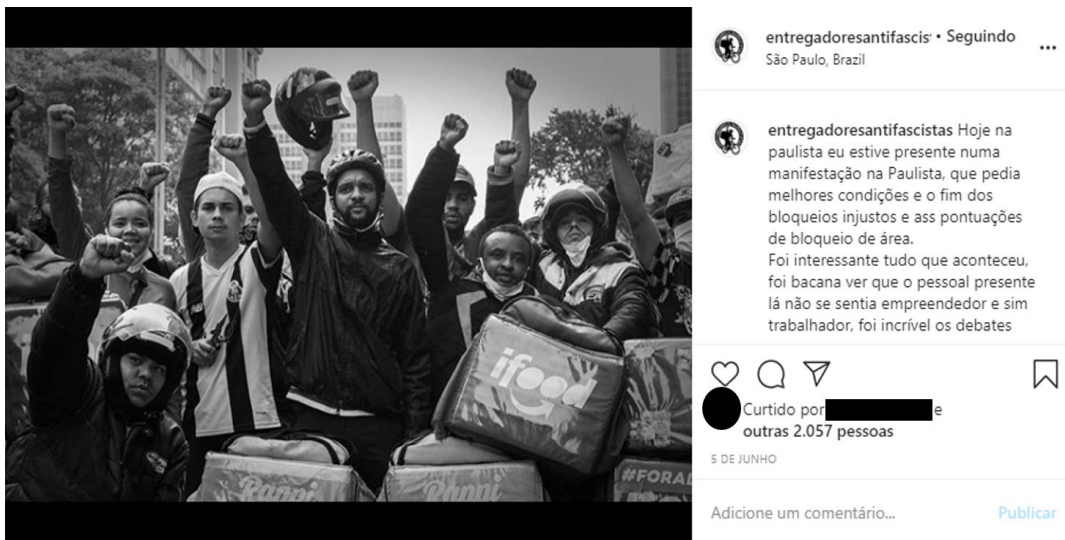 entregadoresantifascis • Seguindo
São Paulo, Brazil
entregadoresantifascistas Hoje na
paulista eu estive presente numa
manifestação na Paulista, que pedia
melhores condições e o fim dos
bloqueios injustos e ass pontuações
de bloqueio de área.
Foi interessante tudo que aconteceu,
foi bacana ver que o pessoal presente
lá não se sentia empreendedor e sim
trabalhador, foi incrível os debates
Curtido por e
outras 2.057 pessoas
5 DE JUNHO
Adicione um comentário... Publicar
ifood
Rappi
Rappi
#FORA